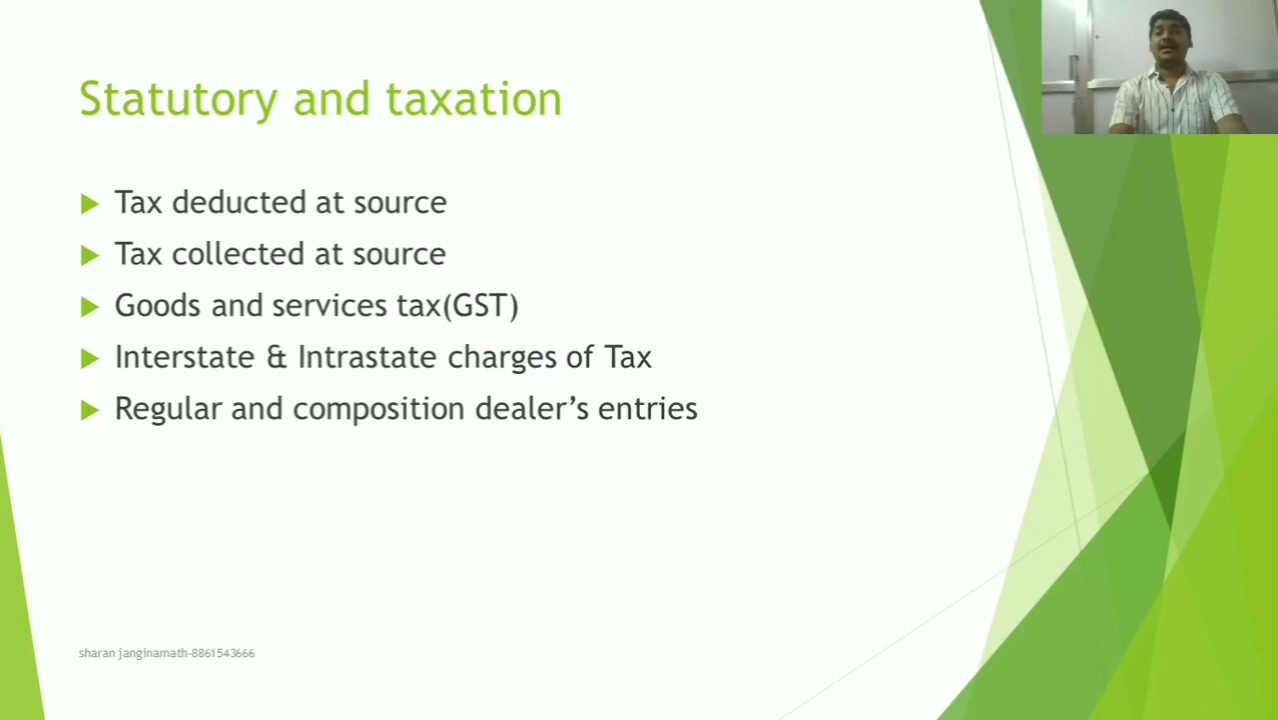 Statutory and taxation
Tax deducted at source
Tax collected at source
Goods and services tax(GST)
Interstate & Intrastate charges of Tax
Regular and composition dealer’s entries
sharan janginamath-8861543666